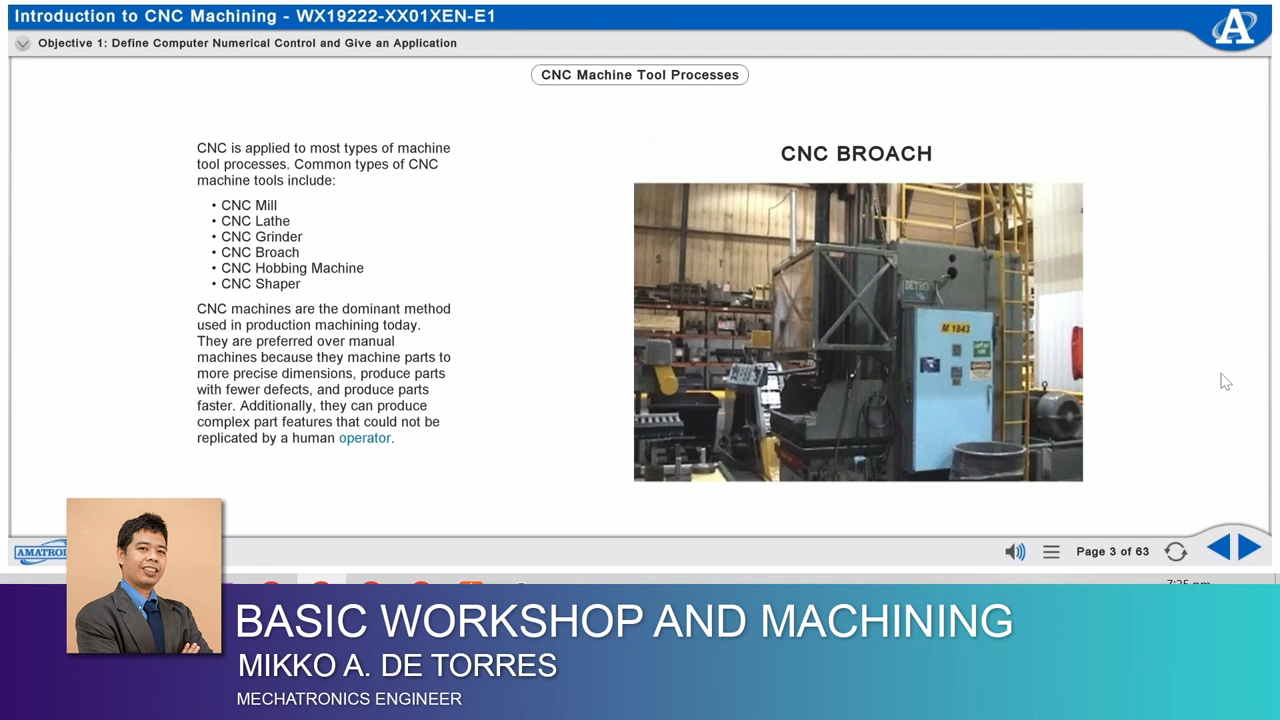 Introduction to CNC Machining - WX19222-XX01XEN-E1
Objective 1: Define Computer Numerical Control and Give an Application
CNC Machine Tool Processes
CNC is applied to most types of machine
tool processes. Common types of CNC
machine tools include:
• CNC Mill
• CNC Lathe
• CNC Grinder
• CNC Broach
• CNC Hobbing Machine
• CNC Shaper
CNC machines are the dominant method
used in production machining today.
They are preferred over manual
machines because they machine parts to
more precise dimensions, produce parts
with fewer defects, and produce parts
faster. Additionally, they can produce
complex part features that could not be
replicated by a human operator.
CNC BROACH
M 1843
Page 3 of 63
BASIC WORKSHOP AND MACHINING
MIKKO A. DE TORRES
MECHATRONICS ENGINEER